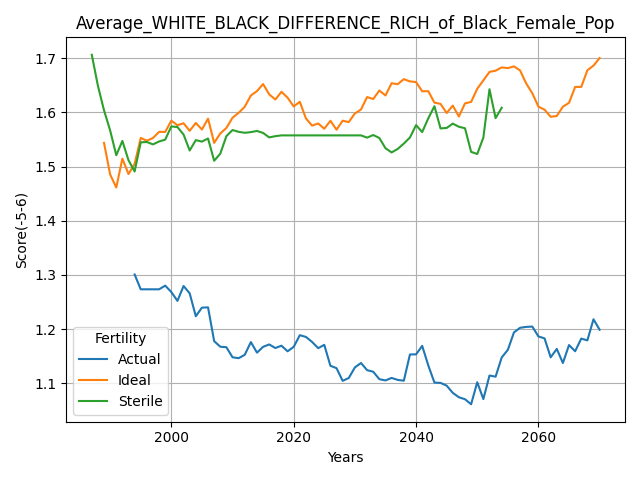 Average_WHITE_BLACK_DIFFERENCE_RICH_of_Black_Female_Pop
1.7
1.6
1.5
1.4
1.3
1.2
1.1
Score(-5-6)
Fertility
Actual
Ideal
Sterile
2000
2020
2040
2060
Years